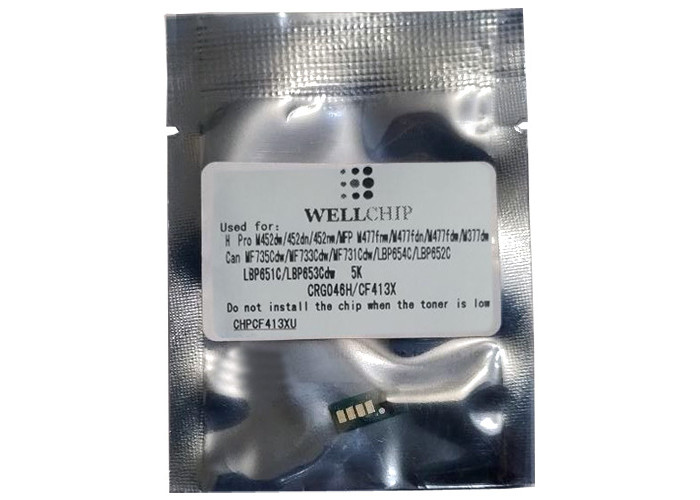 WELLCHIP
Used for:
H Pro M452dw/452dn/452nw/MFP M477fnw/M477fdn/M477fdw/M377dw
Can MF735Cdw/MF733Cdw/MF731Cdw/LBP654C/LBP652C
LBP651C/LBP653Cdw 5K
CRG046H/CF413X
Do not install the chip when the toner is low
CHPCF413XU